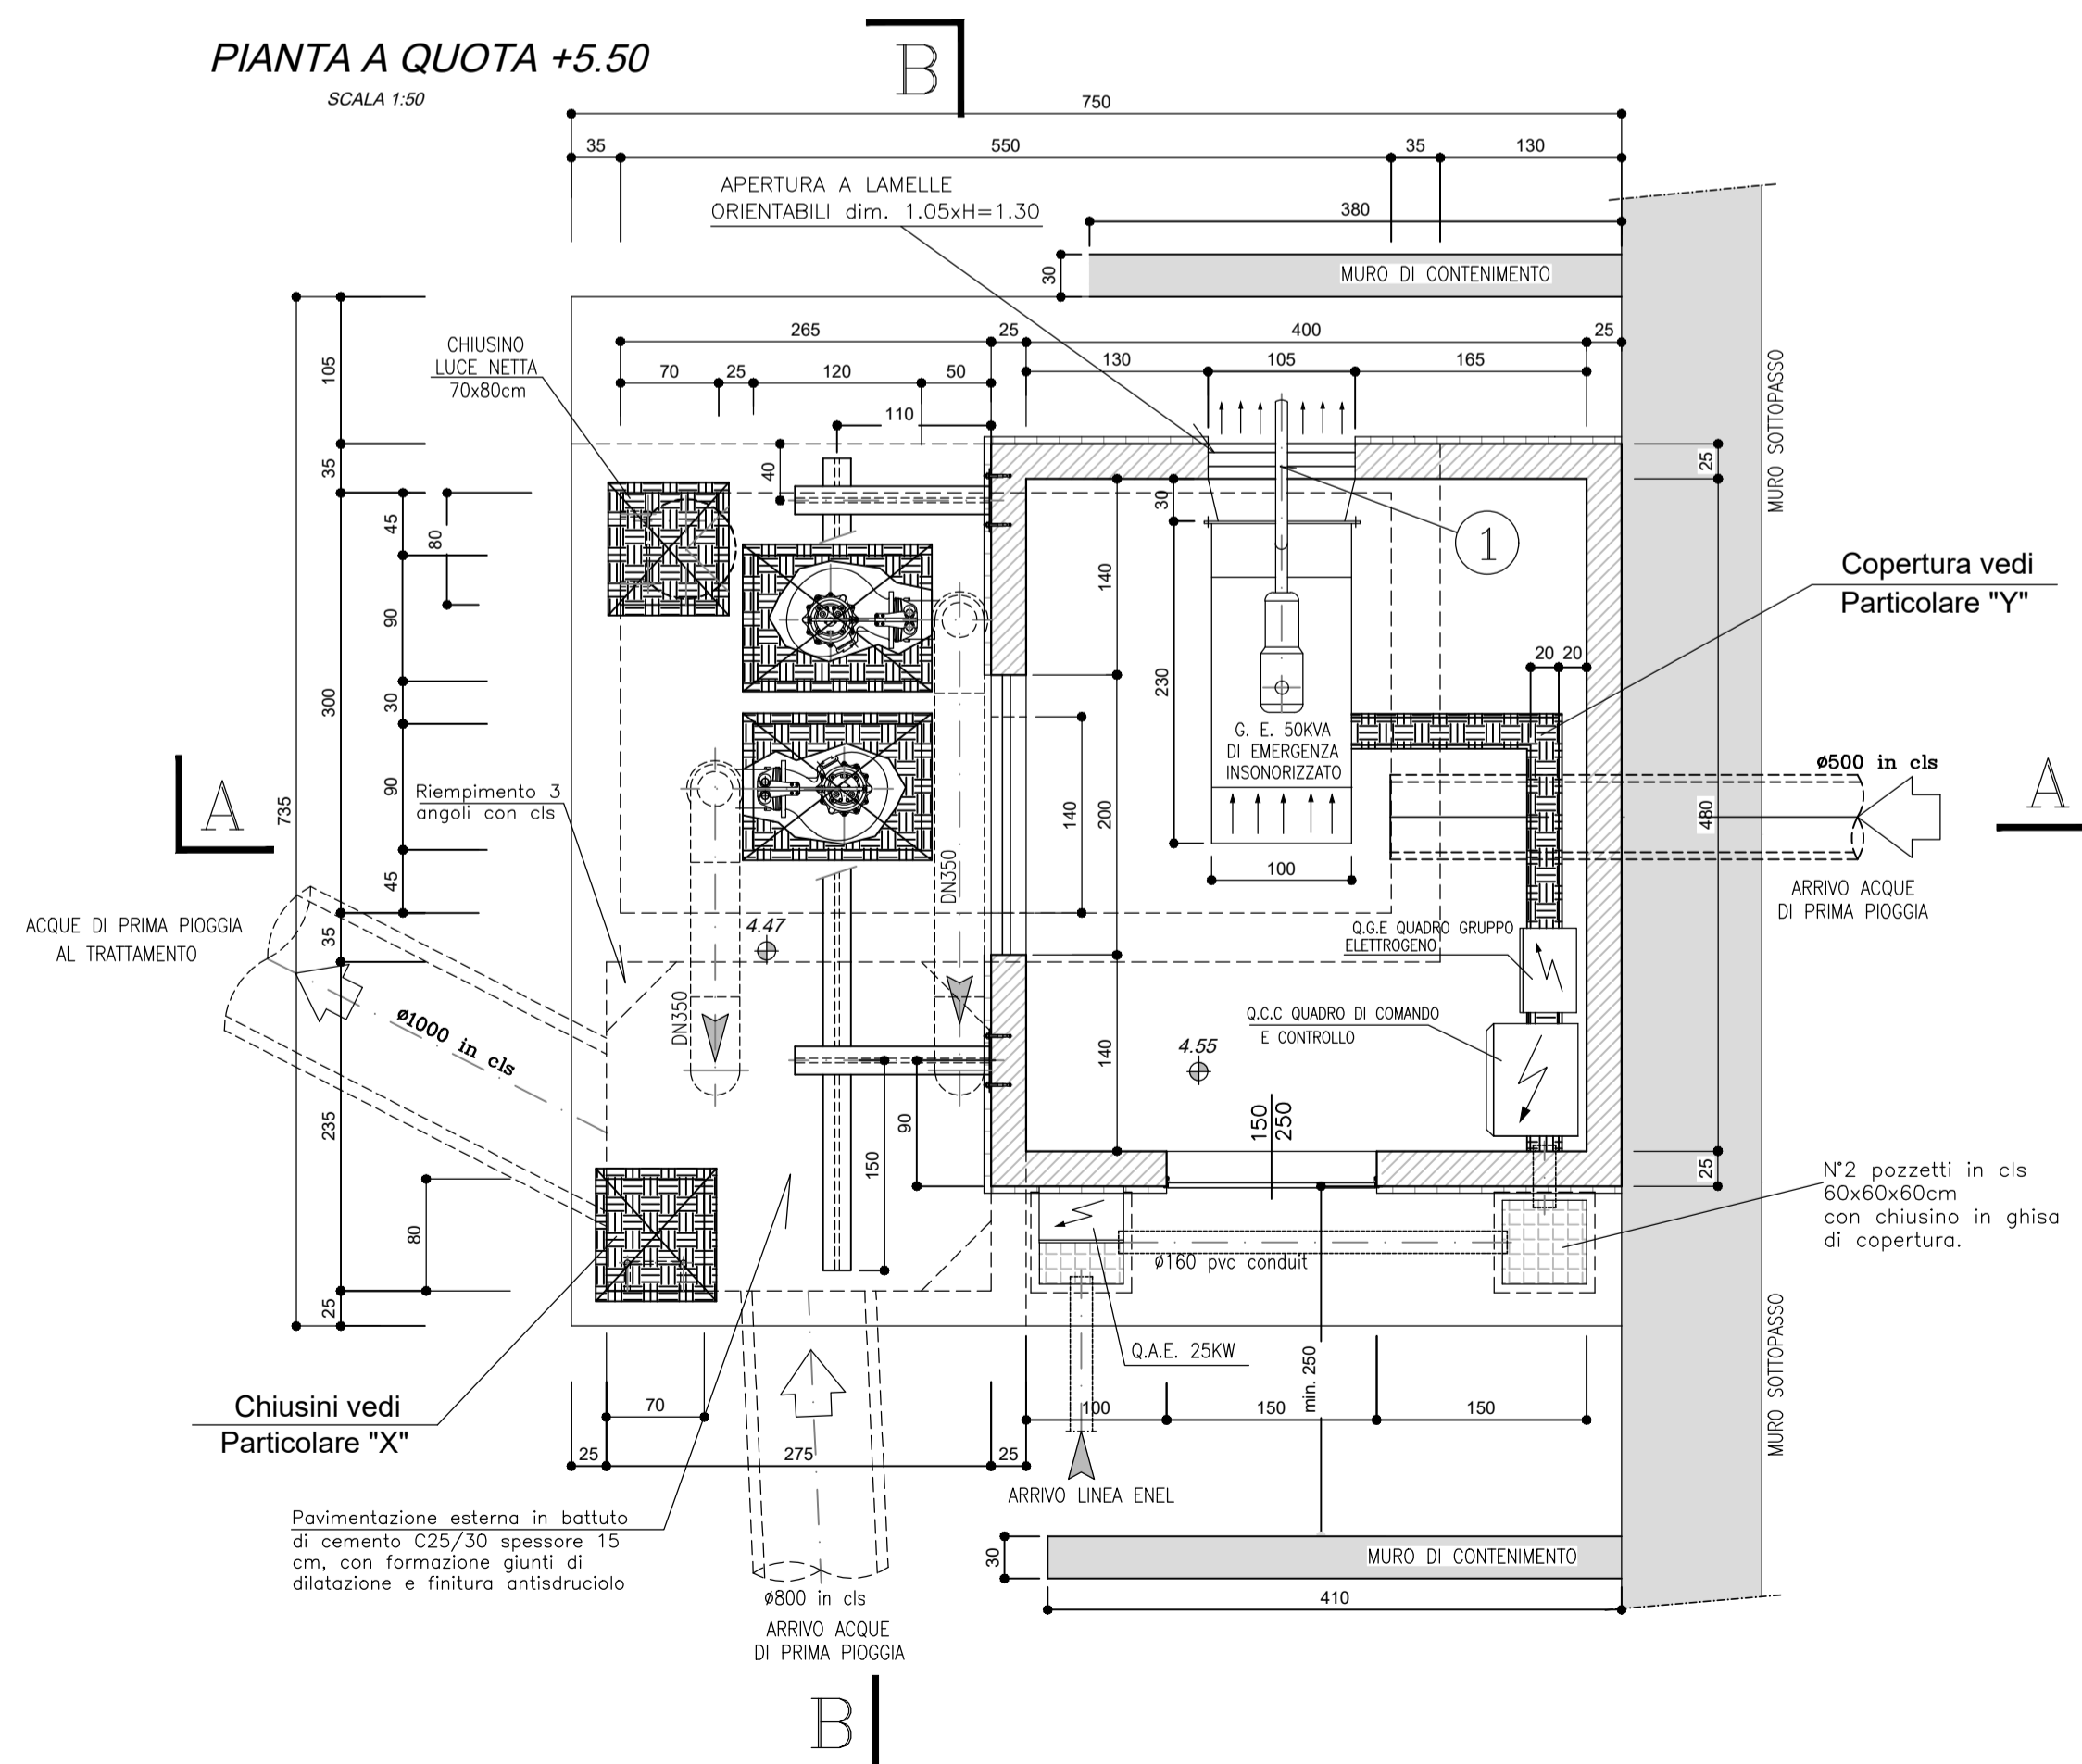 PIANTA A QUOTA +5.50
SCALA 1:50
B
750
35
550
35
130
APERTURA A LAMELLE
ORIENTABILI dim. 1.05xH=1.30
380
30
MURO DI CONTENIMENTO
265
25
400
25
CHIUSINO
LUCE NETTA
70x80cm
70
25
120
50
130
105
165
110
MURO SOTTOPASSO
105
35
40
30
25
45
80
1
Copertura vedi
Particolare "Y"
140
90
300
30
230
20
20
G. E. 50KVA
DI EMERGENZA
INSONORIZZATO
ø500 in cls
A
A
735
90
Riempimento 3
angoli con cls
140
200
480
100
45
DN350
ARRIVO ACQUE
DI PRIMA PIOGGIA
ACQUE DI PRIMA PIOGGIA
AL TRATTAMENTO
35
4.47
Q.G.E QUADRO GRUPPO
ELETTROGENO
ø1000 in cls
DN350
Q.C.C QUADRO DI COMANDO
E CONTROLLO
4.55
140
235
90
150
150
250
25
N°2 pozzetti in cls
60x60x60cm
con chiusino in ghisa
di copertura.
80
ø160 pvc conduit
25
Q.A.E. 25KW
min. 250
MURO SOTTOPASSO
Chiusini vedi
Particolare "X"
70
100
150
150
25
275
25
ARRIVO LINEA ENEL
Pavimentazione esterna in battuto
di cemento C25/30 spessore 15
cm, con formazione giunti di
dilatazione e finitura antisdruciolo
30
MURO DI CONTENIMENTO
410
ø800 in cls
ARRIVO ACQUE
DI PRIMA PIOGGIA
B